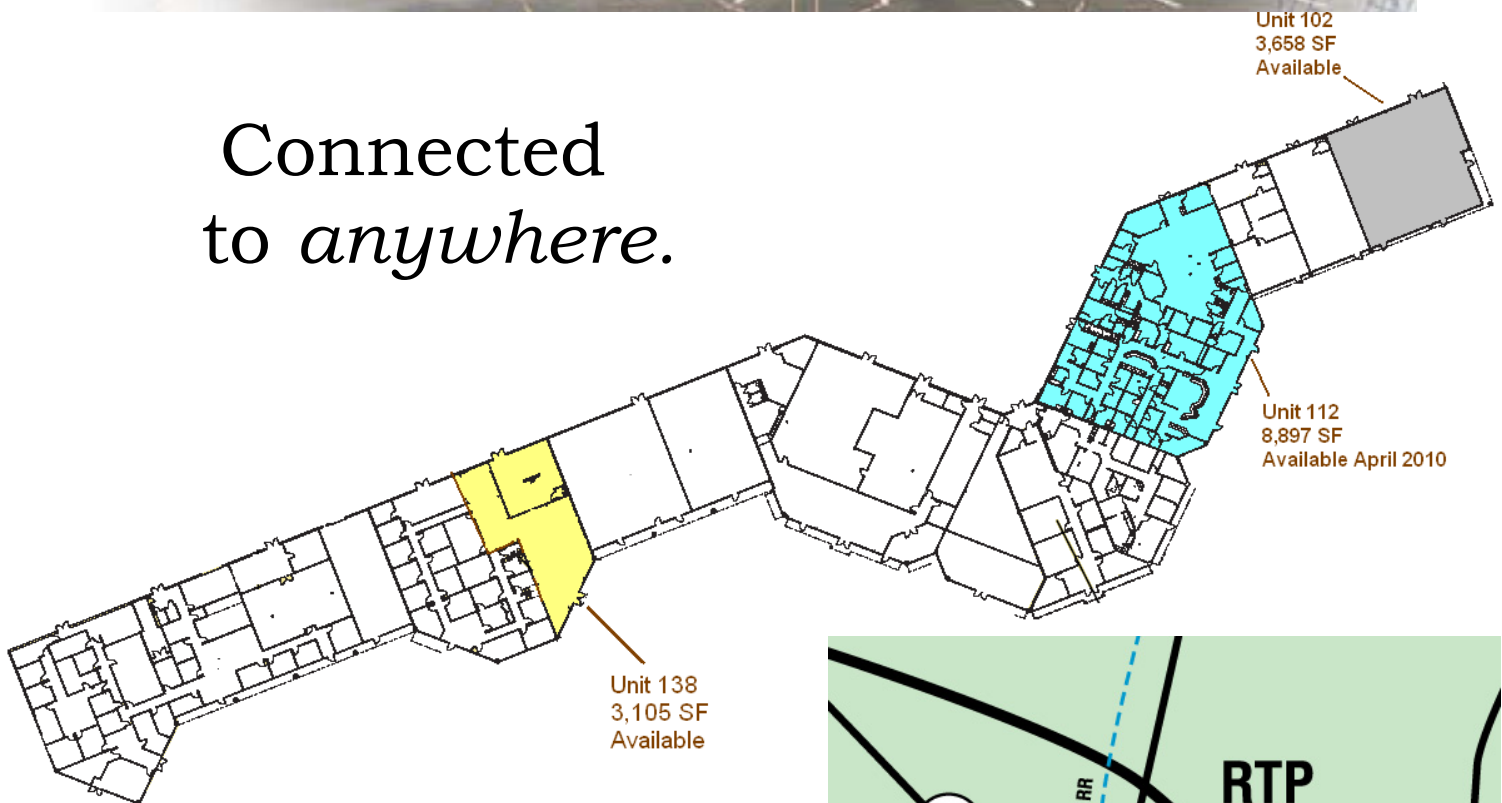 Unit 102
3,658 SF
Available
Connected
to anywhere.
Unit 112
8,897 SF
Available April 2010
Unit 138
3,105 SF
Available
RTP
RR